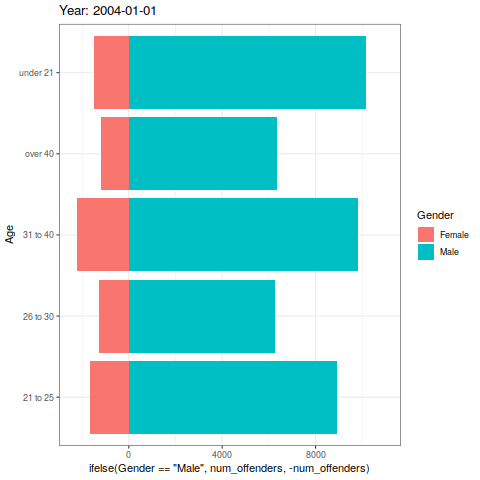 Year: 2004-01-01
under 21
over 40
31 to 40
26 to 30
21 to 25
Age
0 4000 8000
ifelse(Gender == "Male", num_offenders, -num_offenders)
Gender
Female
Male